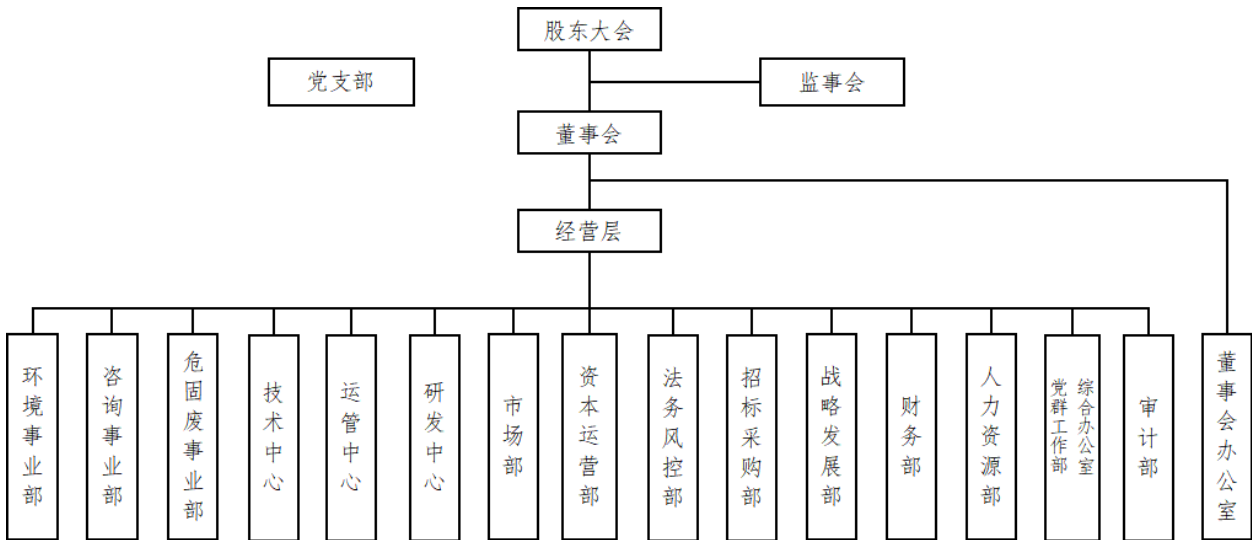 股东大会
党支部
监事会
董事会
经营层
环境事业部
咨询事业部
危固废事业部
技术中心
运管中心
研发中心
市场部
资本运营部
法务风控部
招标采购部
战略发展部
财务部
人力资源部
党群工作部
综合办公室
审计部
董事会办公室